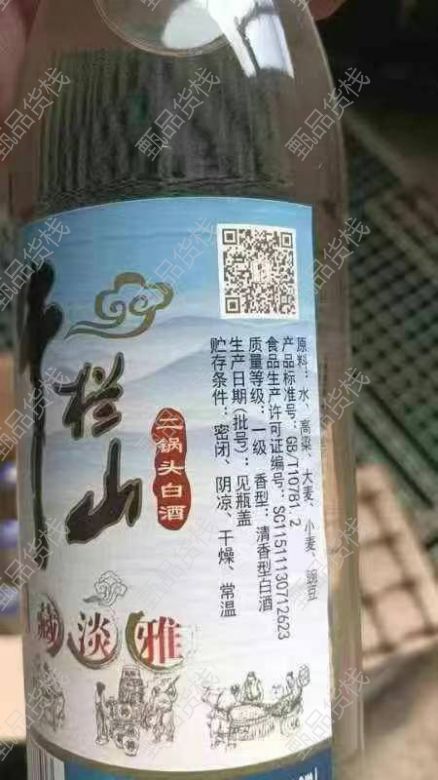 牛栏山
二锅头白酒
藏淡雅
原料：水、高粱、大麦、小麦、豌豆
产品标准号：GB/T10781.2
食品生产许可证编号：SC11511130712623
质量等级：一级 香型：清香型白酒
生产日期(批号)：见瓶盖
贮存条件：密闭、阴凉、干燥、常温
甄品货栈